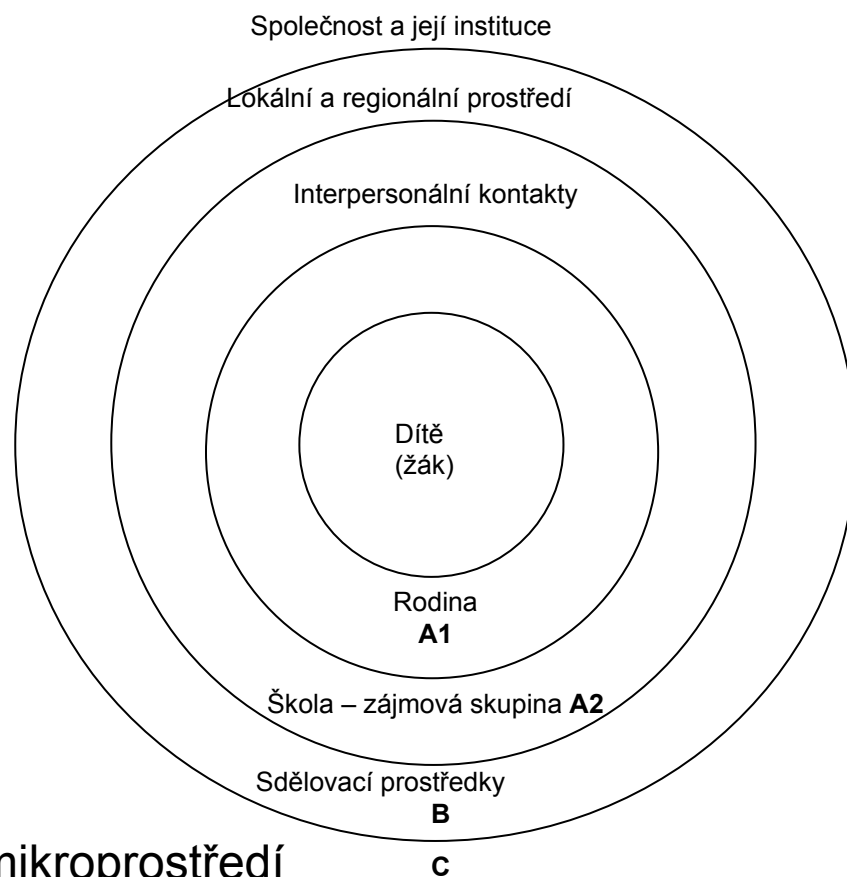 Společnost a její instituce
Lokální a regionální prostředí
Interpersonální kontakty
Dítě
(žák)
Rodina
A1
Škola – zájmová skupina A2
Sdělovací prostředky
B
mikroprostředí
C